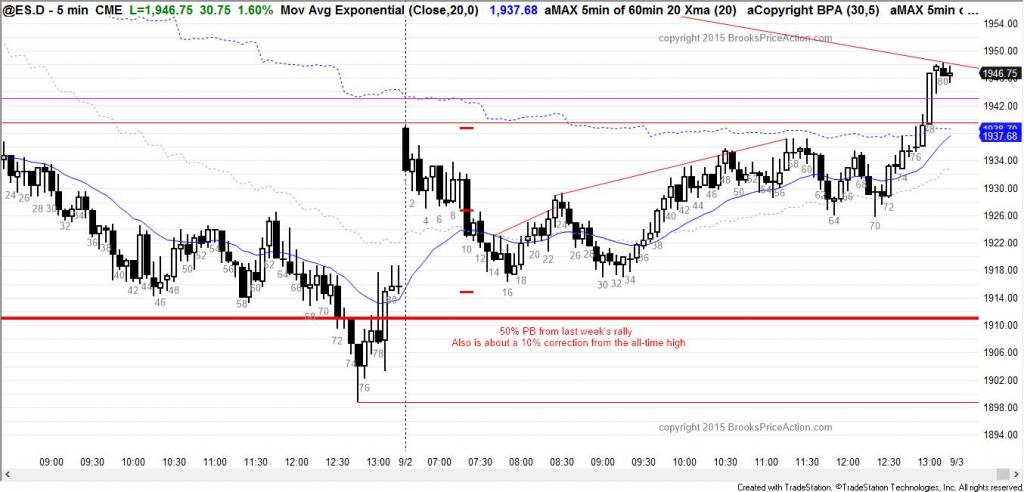 @ES.D - 5 min CME L=1,946.75 30.75 1.60% Mov Avg Exponential (Close,20,0) 1,937.68 aMAX 5min of 60min 20 Xma (20) aCopyright BPA (30,5) aMAX 5min c ...
copyright 2015 BrooksPriceAction.com
1954.00
1950.00
1946.75
1942.00
1937.68
1934.00
1930.00
1926.00
1922.00
1918.00
1914.00
1910.00
1906.00
1902.00
1898.00
1894.00
24 26 28 30 32 34 36 40 42 44 46 48
50 52 54 58 62 64 66 68 70 72 76 78 80
2 4 6 8 10 12 14 16 18 20 22 24 26 28 30 32 34 36 38 40 42 44 46 48 50 52 54 56 58 60 62 64 66 68 70 72 74 76 78 80
50% PB from last week's rally
Also is about a 10% correction from the all-time high
copyright 2015 BrooksPriceAction.com
09:00 09:30 10:00 10:30 11:00 11:30 12:00 12:30 13:00 9/2 07:00 07:30 08:00 08:30 09:00 09:30 10:00 10:30 11:00 11:30 12:00 12:30 13:00 9/3
Created with TradeStation. ©TradeStation Technologies, Inc. All rights reserved.